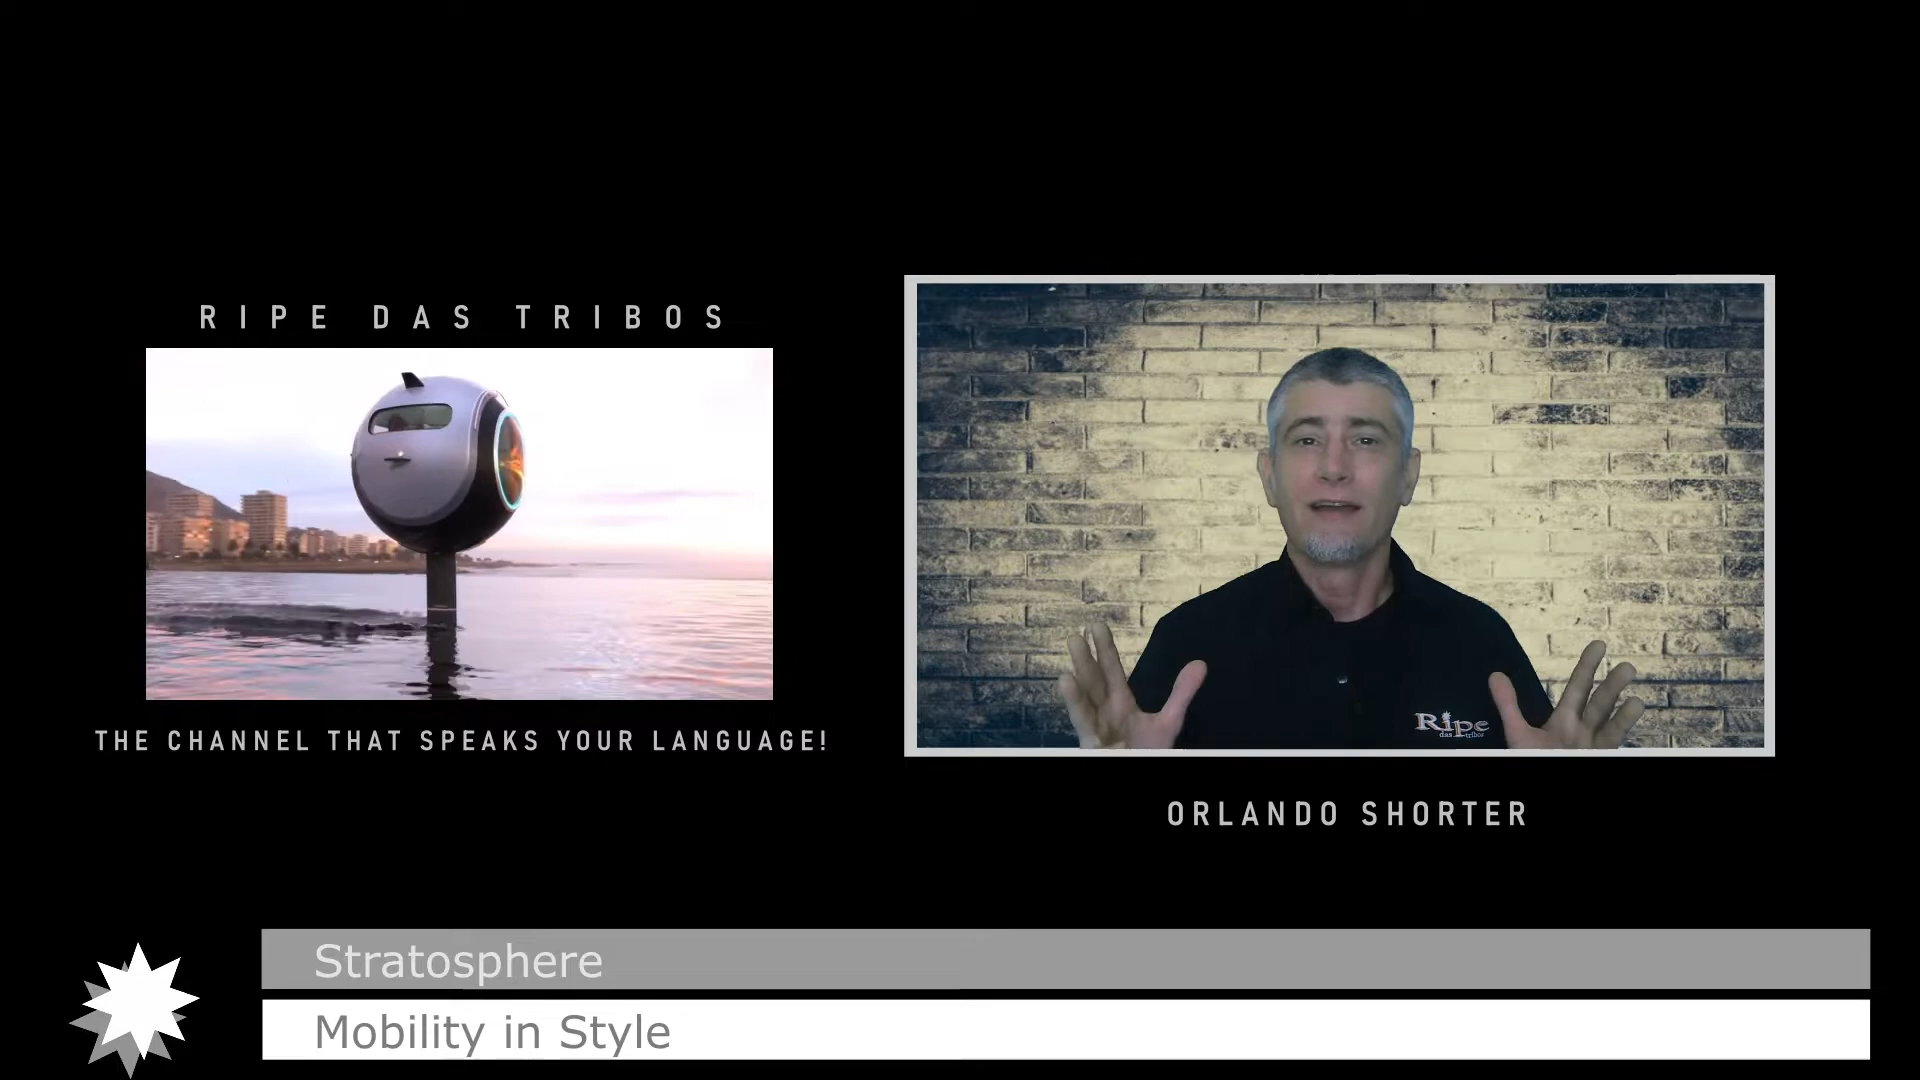 RIPE DAS TRIBOS
THE CHANNEL THAT SPEAKS YOUR LANGUAGE!
Ripe
das tribos
ORLANDO SHORTER
Stratosphere
Mobility in Style